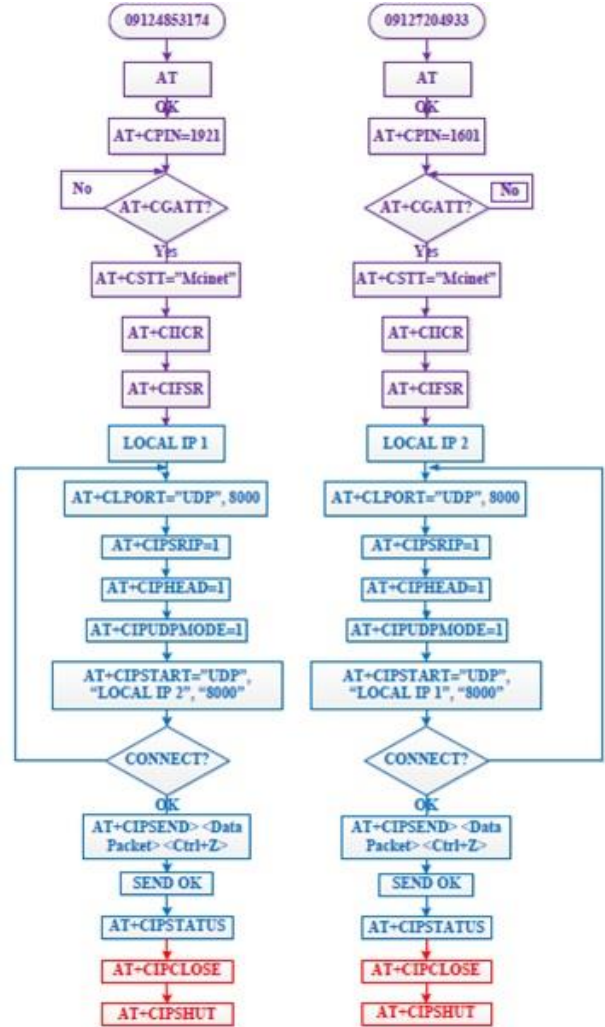 09124853174
AT
OK
AT+CPIN=1921
No
AT+CGATT?
Yes
AT+CSTT=”Mcinet”
AT+CIICR
AT+CIFSR
LOCAL IP 1
AT+CLPORT=”UDP”, 8000
AT+CIPSRIP=1
AT+CIPHEAD=1
AT+CIPUDPMODE=1
AT+CIPSTART=”UDP”,
“LOCAL IP 2”, “8000”
CONNECT?
OK
AT+CIPSEND> <Data
Packet> <Ctrl+Z>
SEND OK
AT+CIPSTATUS
AT+CIPCLOSE
AT+CIPSHUT
09127204933
AT
OK
AT+CPIN=1601
No
AT+CGATT?
Yes
AT+CSTT=”Mcinet”
AT+CIICR
AT+CIFSR
LOCAL IP 2
AT+CLPORT=”UDP”, 8000
AT+CIPSRIP=1
AT+CIPHEAD=1
AT+CIPUDPMODE=1
AT+CIPSTART=”UDP”,
“LOCAL IP 1”, “8000”
CONNECT?
OK
AT+CIPSEND> <Data
Packet> <Ctrl+Z>
SEND OK
AT+CIPSTATUS
AT+CIPCLOSE
AT+CIPSHUT